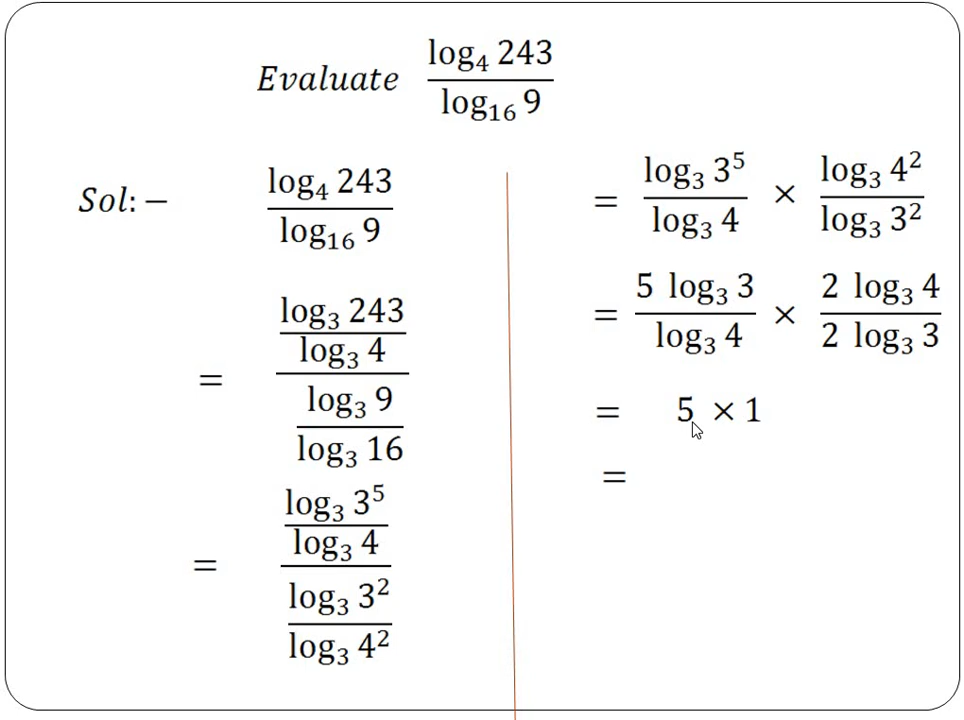 Evaluate log₄ 243 / log₁₆ 9
Sol: − log₄ 243 / log₁₆ 9
= (log₃ 243 / log₃ 4) / (log₃ 9 / log₃ 16)
= (log₃ 3⁵ / log₃ 4) / (log₃ 3² / log₃ 4²)
= log₃ 3⁵ / log₃ 4 × log₃ 4² / log₃ 3²
= 5 log₃ 3 / log₃ 4 × 2 log₃ 4 / 2 log₃ 3
= 5 × 1
=